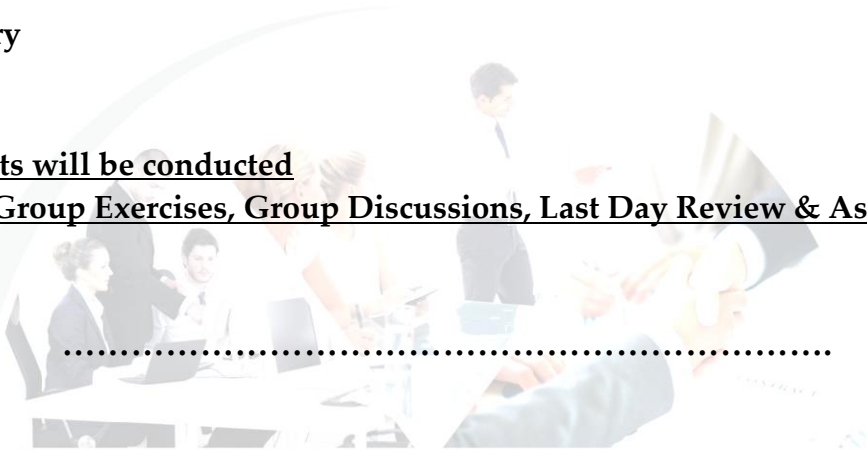 ry
ts will be conducted
Group Exercises, Group Discussions, Last Day Review & As
………………………………………………………….